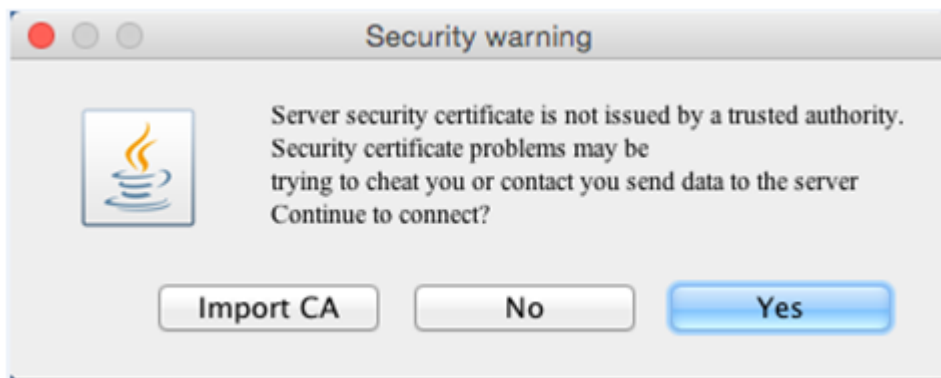 Security warning
Server security certificate is not issued by a trusted authority.
Security certificate problems may be
trying to cheat you or contact you send data to the server
Continue to connect?
Import CA
No
Yes